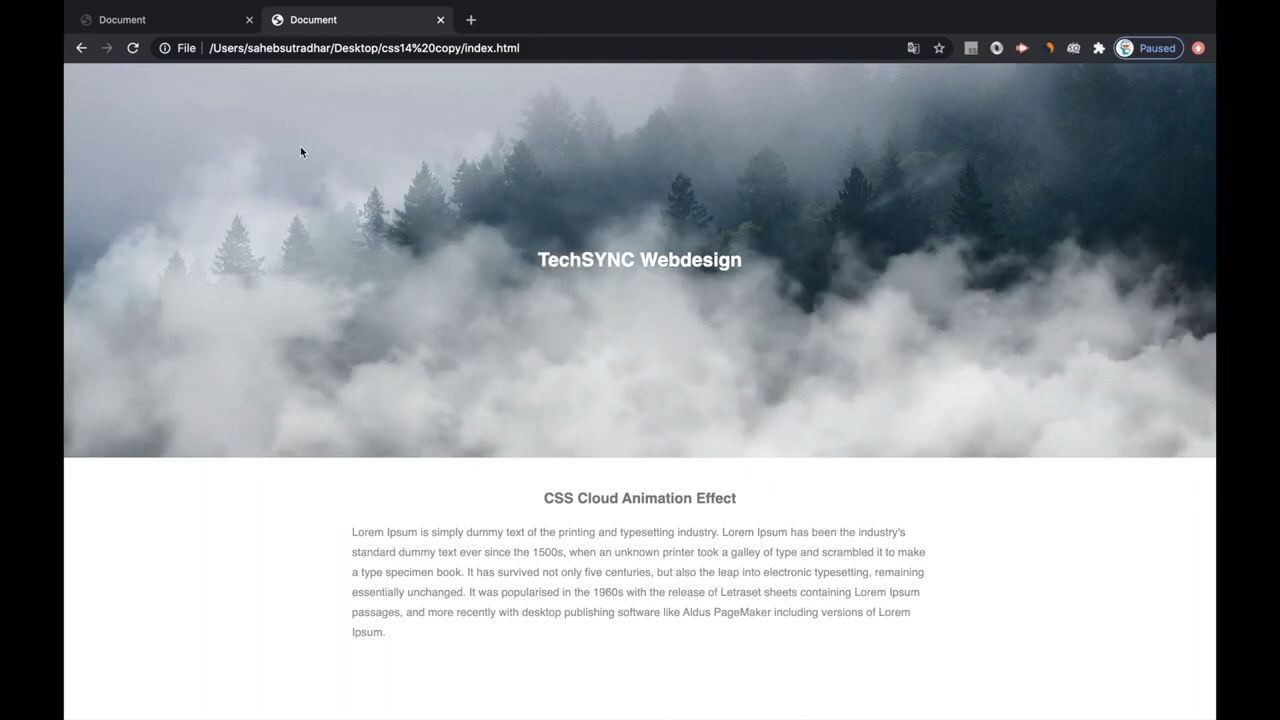 Document
Document
File
/Users/sahebsutradhar/Desktop/css14%20copy/index.html
Paused
TechSYNC Webdesign
CSS Cloud Animation Effect
Lorem Ipsum is simply dummy text of the printing and typesetting industry. Lorem Ipsum has been the industry's
standard dummy text ever since the 1500s, when an unknown printer took a galley of type and scrambled it to make
a type specimen book. It has survived not only five centuries, but also the leap into electronic typesetting, remaining
essentially unchanged. It was popularised in the 1960s with the release of Letraset sheets containing Lorem Ipsum
passages, and more recently with desktop publishing software like Aldus PageMaker including versions of Lorem
Ipsum.